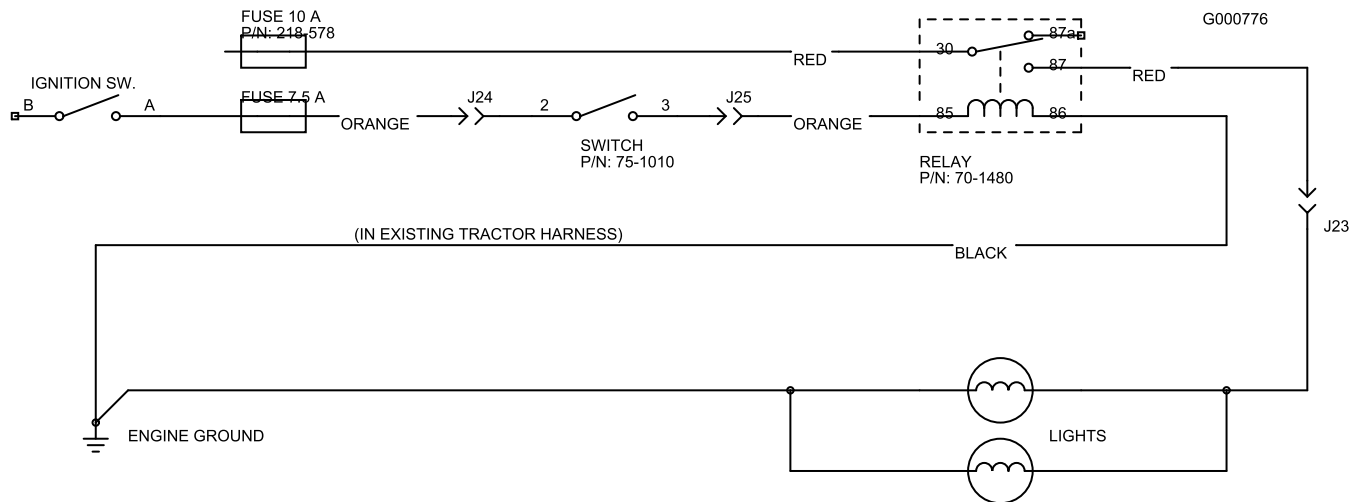 FUSE 10 A
P/N: 218-578
G000776
87a
30
RED
87
RED
IGNITION SW.
B
A
FUSE 7.5 A
ORANGE
J24
2
3
J25
ORANGE
85
86
SWITCH
P/N: 75-1010
RELAY
P/N: 70-1480
J23
(IN EXISTING TRACTOR HARNESS)
BLACK
ENGINE GROUND
LIGHTS